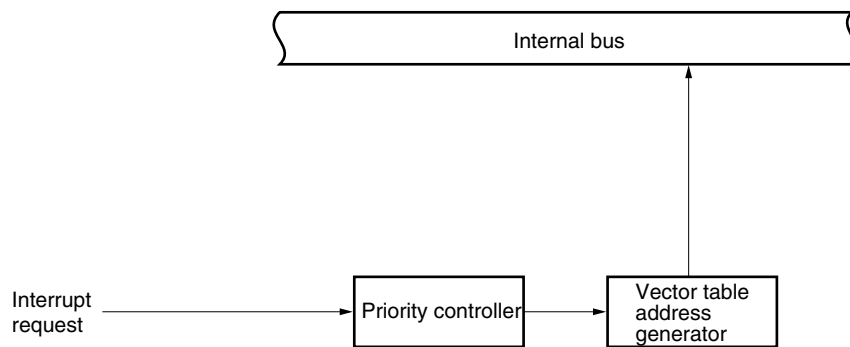 Internal bus
Interrupt
request
Priority controller
Vector table
address
generator